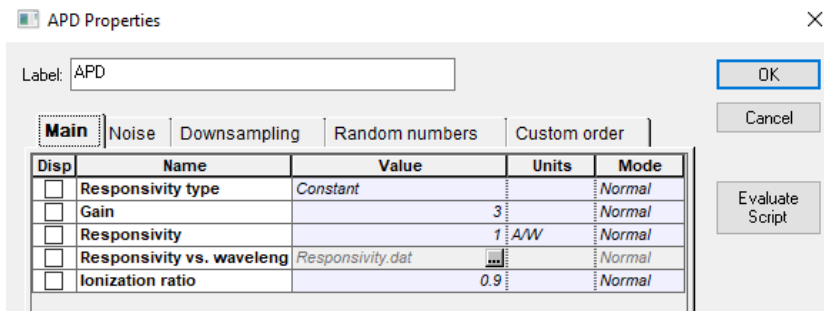 APD Properties
Label: APD
OK
Cancel
Main Noise Downsampling Random numbers Custom order
Disp Name Value Units Mode
Responsivity type Constant Normal
Gain 3 Normal
Responsivity 1 A/W Normal
Responsivity vs. waveleng Responsivity.dat ... Normal
Ionization ratio 0.9 Normal
Evaluate
Script